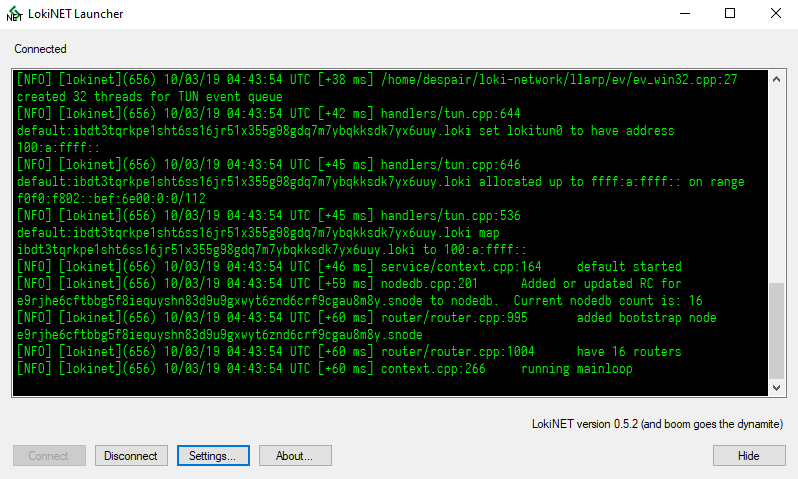 NET LokiNET Launcher
Connected
[NFO] [lokinet](656) 10/03/19 04:43:54 UTC [+38 ms] /home/despair/loki-network/llarp/ev/ev_win32.cpp:27
created 32 threads for TUN event queue
[NFO] [lokinet](656) 10/03/19 04:43:54 UTC [+42 ms] handlers/tun.cpp:644
default:ibdt3tqrkpe1sht6ss16jr51x355g98gdq7m7ybqkksdk7yx6uuy.loki set lokitun0 to have address
100:a:ffff::
[NFO] [lokinet](656) 10/03/19 04:43:54 UTC [+45 ms] handlers/tun.cpp:646
default:ibdt3tqrkpe1sht6ss16jr51x355g98gdq7m7ybqkksdk7yx6uuy.loki allocated up to ffff:a:ffff:: on range
f0f0:f802::bef:6e00:0:0/112
[NFO] [lokinet](656) 10/03/19 04:43:54 UTC [+45 ms] handlers/tun.cpp:536
default:ibdt3tqrkpe1sht6ss16jr51x355g98gdq7m7ybqkksdk7yx6uuy.loki map
ibdt3tqrkpe1sht6ss16jr51x355g98gdq7m7ybqkksdk7yx6uuy.loki to 100:a:ffff::
[NFO] [lokinet](656) 10/03/19 04:43:54 UTC [+46 ms] service/context.cpp:164 default started
[NFO] [lokinet](656) 10/03/19 04:43:54 UTC [+59 ms] nodedb.cpp:201 Added or updated RC for
e9rjhe6cftbbg5f8iequyshn83d9u9gxwyt6znd6crf9cgau8m8y.snode to nodedb. Current nodedb count is: 16
[NFO] [lokinet](656) 10/03/19 04:43:54 UTC [+60 ms] router/router.cpp:995 added bootstrap node
e9rjhe6cftbbg5f8iequyshn83d9u9gxwyt6znd6crf9cgau8m8y.snode
[NFO] [lokinet](656) 10/03/19 04:43:54 UTC [+60 ms] router/router.cpp:1004 have 16 routers
[NFO] [lokinet](656) 10/03/19 04:43:54 UTC [+60 ms] context.cpp:266 running mainloop
LokiNET version 0.5.2 (and boom goes the dynamite)
Connect Disconnect Settings... About... Hide